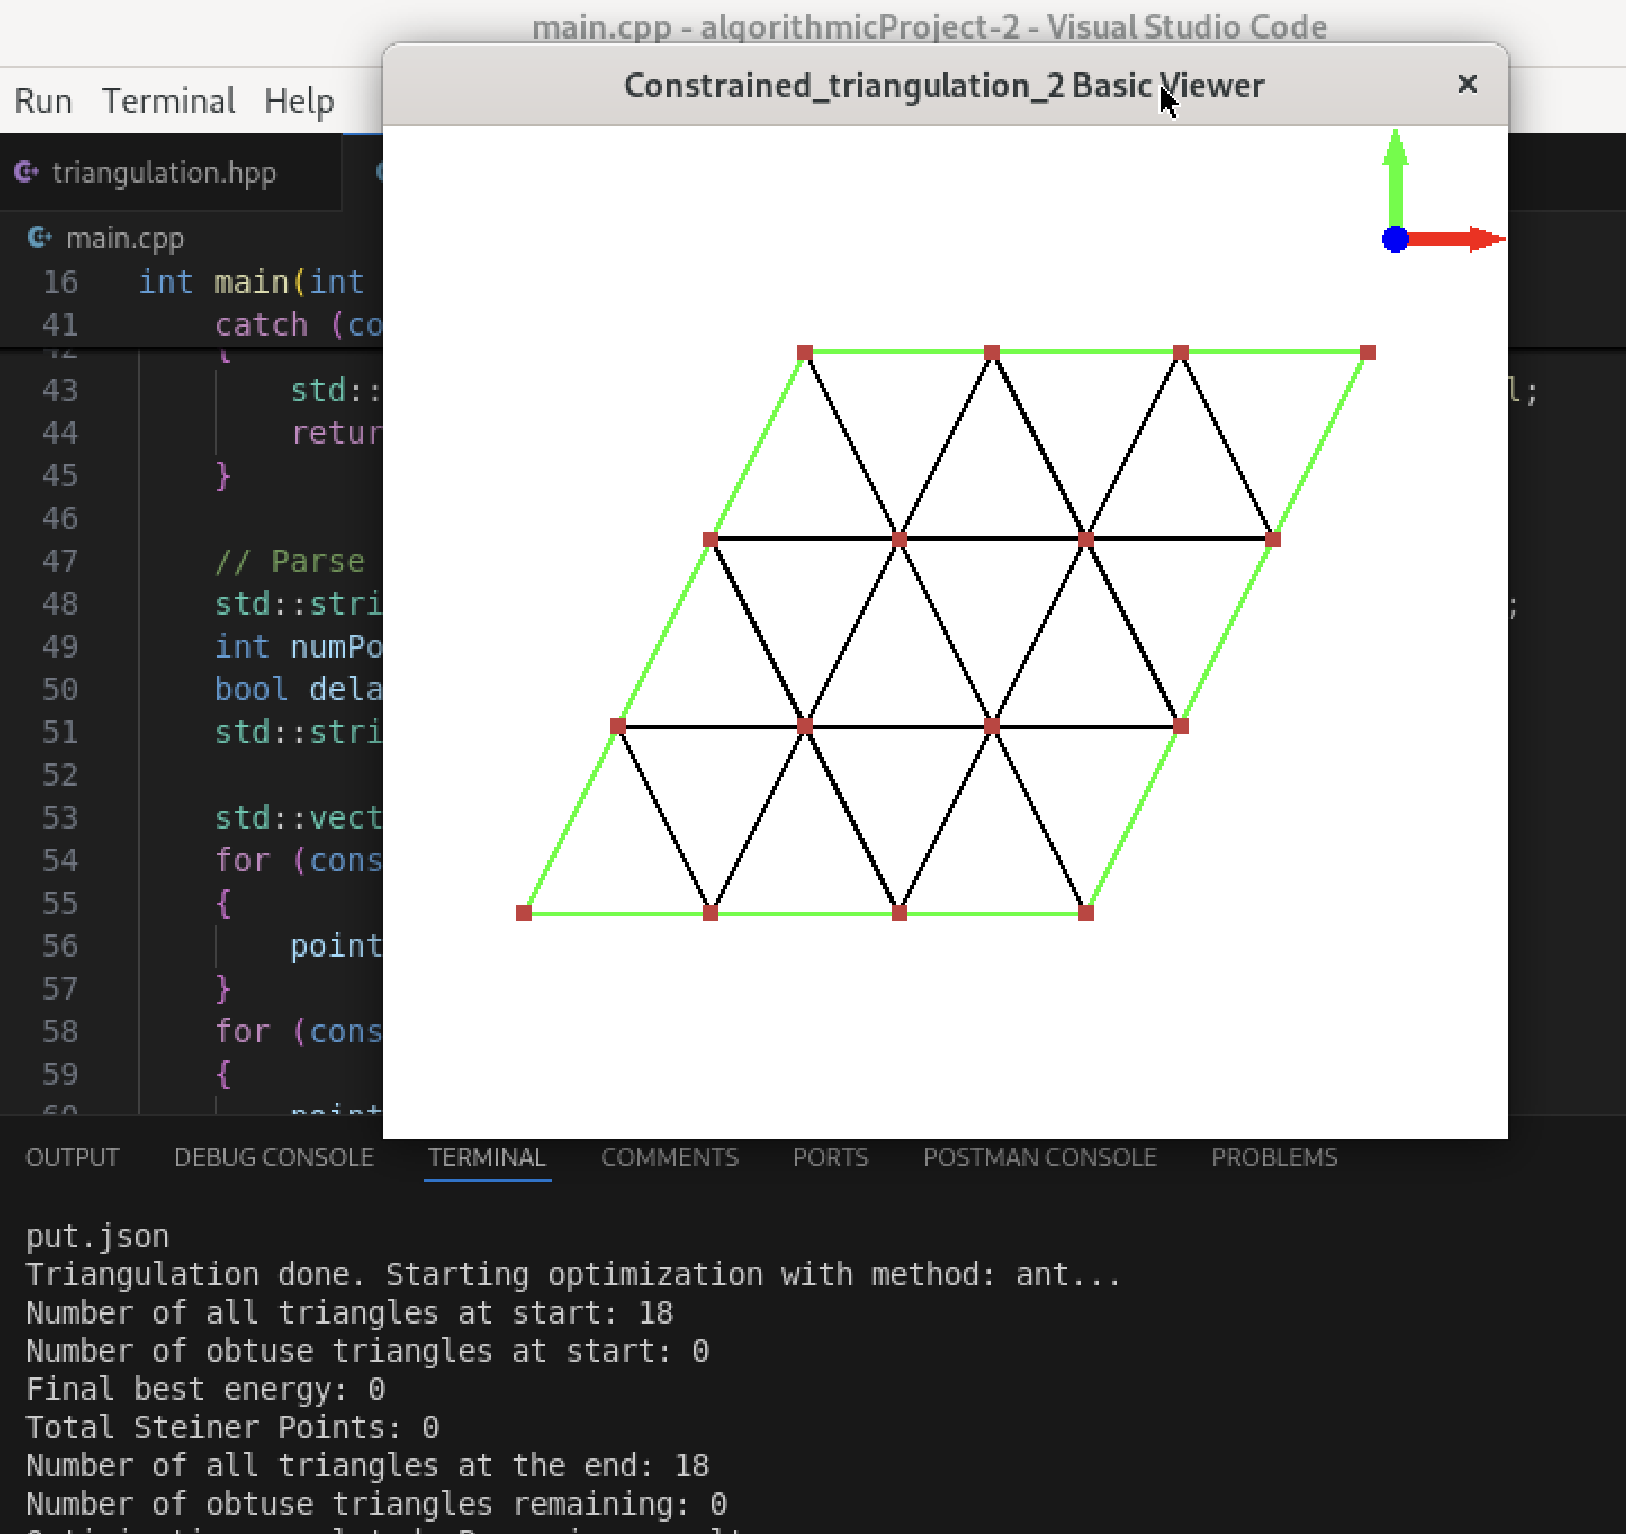 main.cpp - algorithmicProject-2 - Visual Studio Code
Constrained_triangulation_2 Basic Viewer
Run Terminal Help
triangulation.hpp
main.cpp
16 int main(int
41 catch (co
42 {
43 std::
l;
44 retur
45 }
46
47 // Parse
48 std::stri
;
49 int numPo
50 bool dela
51 std::stri
52
53 std::vect
54 for (cons
55 {
56 point
57 }
58 for (cons
59 {
60 point
OUTPUT DEBUG CONSOLE TERMINAL COMMENTS PORTS POSTMAN CONSOLE PROBLEMS
put.json
Triangulation done. Starting optimization with method: ant...
Number of all triangles at start: 18
Number of obtuse triangles at start: 0
Final best energy: 0
Total Steiner Points: 0
Number of all triangles at the end: 18
Number of obtuse triangles remaining: 0